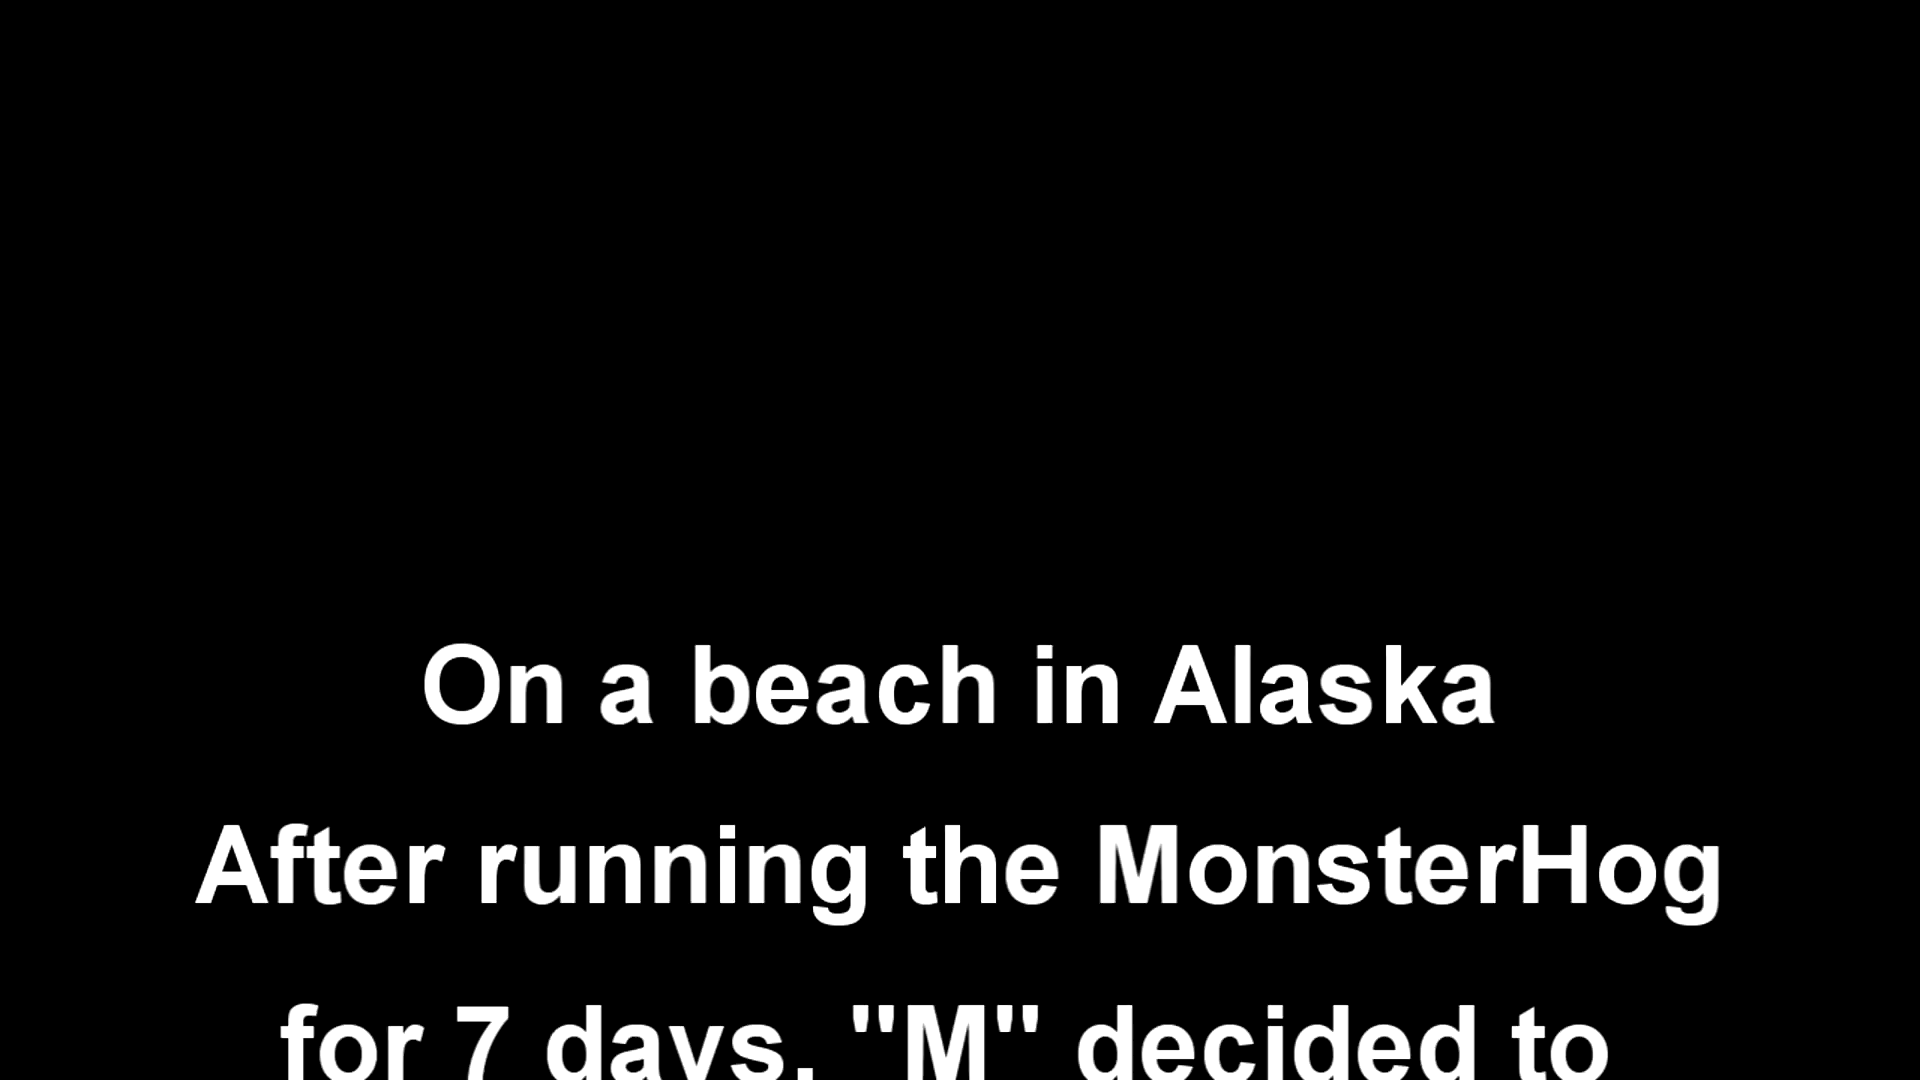 On a beach in Alaska
After running the MonsterHog
for 7 days, "M" decided to